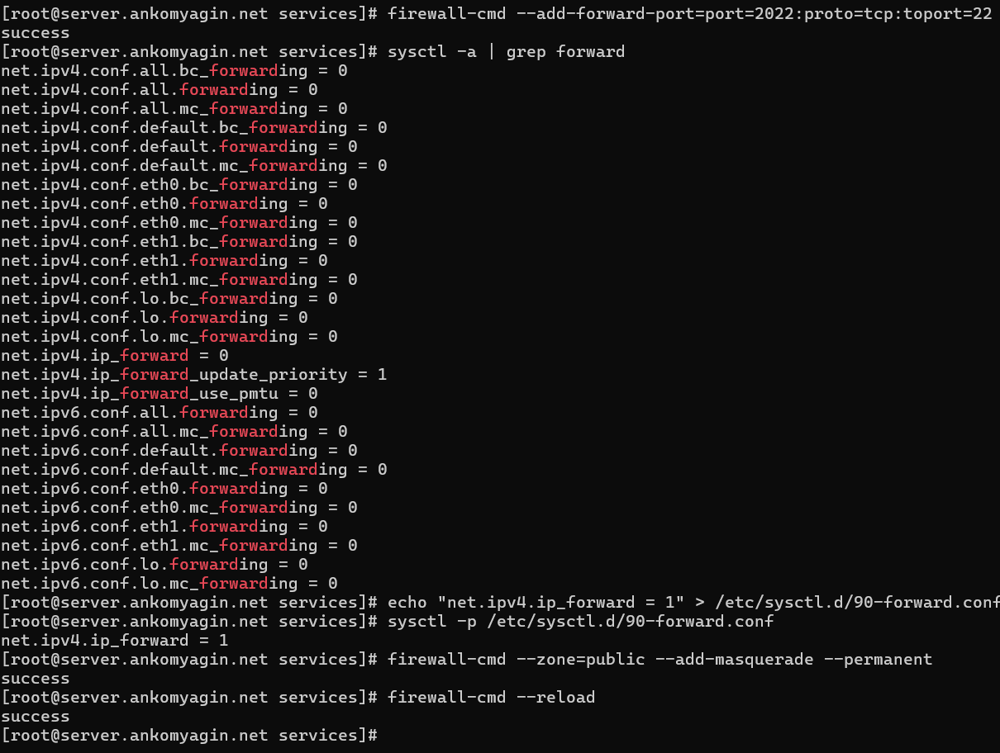 [root@server.ankomyagin.net services]# firewall-cmd --add-forward-port=port=2022:proto=tcp:toport=22
success
[root@server.ankomyagin.net services]# sysctl -a | grep forward
net.ipv4.conf.all.bc_forwarding = 0
net.ipv4.conf.all.forwarding = 0
net.ipv4.conf.all.mc_forwarding = 0
net.ipv4.conf.default.bc_forwarding = 0
net.ipv4.conf.default.forwarding = 0
net.ipv4.conf.default.mc_forwarding = 0
net.ipv4.conf.eth0.bc_forwarding = 0
net.ipv4.conf.eth0.forwarding = 0
net.ipv4.conf.eth0.mc_forwarding = 0
net.ipv4.conf.eth1.bc_forwarding = 0
net.ipv4.conf.eth1.forwarding = 0
net.ipv4.conf.eth1.mc_forwarding = 0
net.ipv4.conf.lo.bc_forwarding = 0
net.ipv4.conf.lo.forwarding = 0
net.ipv4.conf.lo.mc_forwarding = 0
net.ipv4.ip_forward = 0
net.ipv4.ip_forward_update_priority = 1
net.ipv4.ip_forward_use_pmtu = 0
net.ipv6.conf.all.forwarding = 0
net.ipv6.conf.all.mc_forwarding = 0
net.ipv6.conf.default.forwarding = 0
net.ipv6.conf.default.mc_forwarding = 0
net.ipv6.conf.eth0.forwarding = 0
net.ipv6.conf.eth0.mc_forwarding = 0
net.ipv6.conf.eth1.forwarding = 0
net.ipv6.conf.eth1.mc_forwarding = 0
net.ipv6.conf.lo.forwarding = 0
net.ipv6.conf.lo.mc_forwarding = 0
[root@server.ankomyagin.net services]# echo "net.ipv4.ip_forward = 1" > /etc/sysctl.d/90-forward.conf
[root@server.ankomyagin.net services]# sysctl -p /etc/sysctl.d/90-forward.conf
net.ipv4.ip_forward = 1
[root@server.ankomyagin.net services]# firewall-cmd --zone=public --add-masquerade --permanent
success
[root@server.ankomyagin.net services]# firewall-cmd --reload
success
[root@server.ankomyagin.net services]#